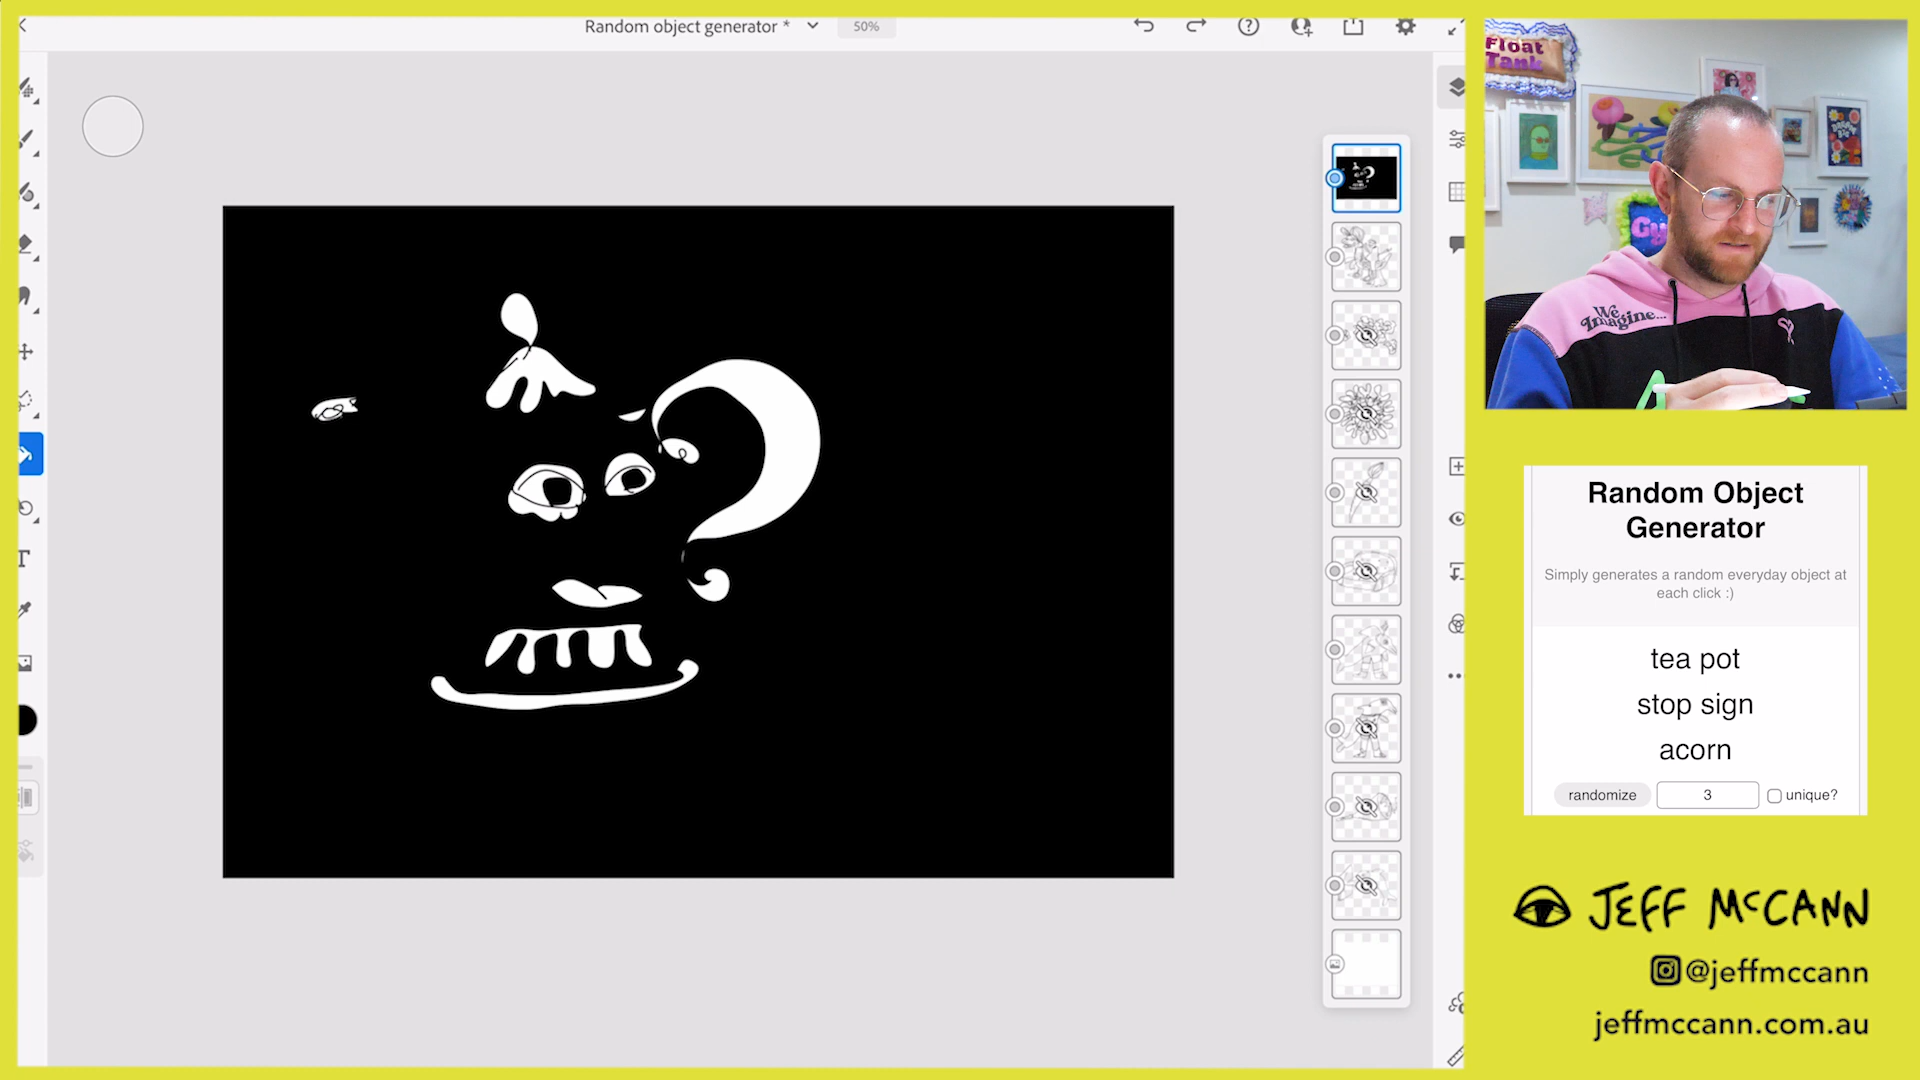 Random object generator *
50%
Float
Tank
Gy
We
Imagine...
Random Object
Generator
Simply generates a random everyday object at
each click :)
tea pot
stop sign
acorn
randomize
3
unique?
JEFF McCANN
@jeffmccann
jeffmccann.com.au